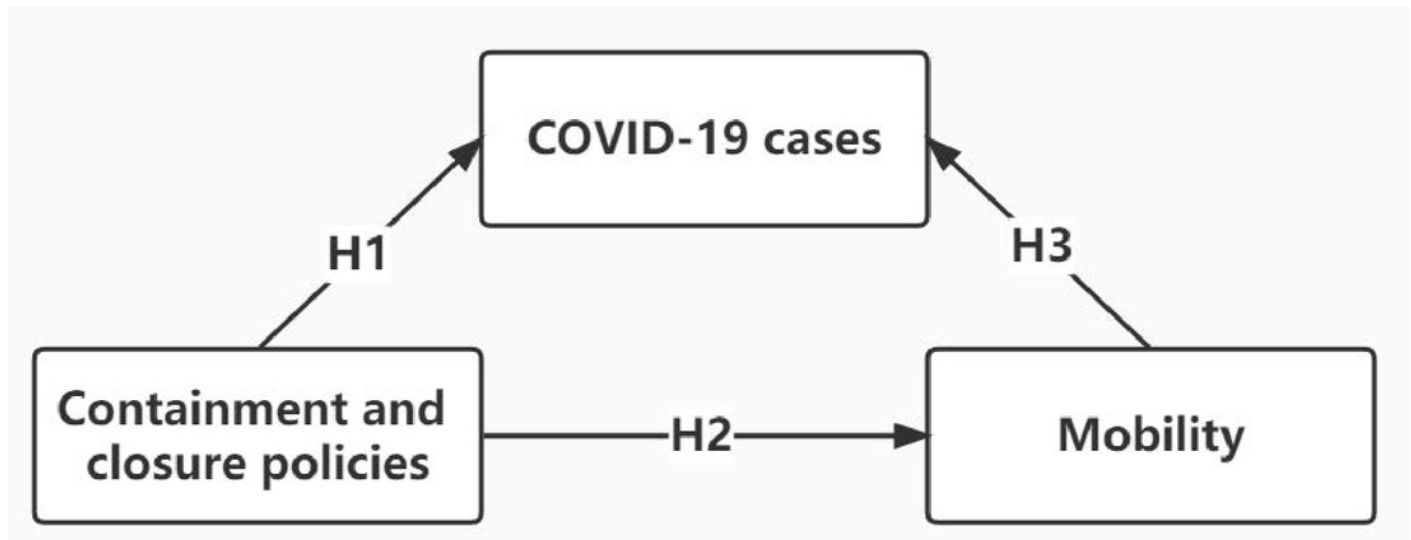 COVID-19 cases
H1
H3
Containment and
closure policies
H2
Mobility